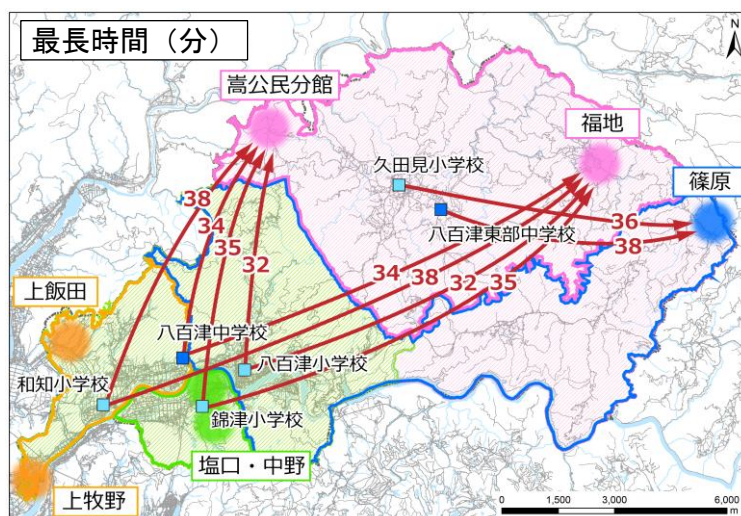 最長時間（分）
N
嵩公民分館
福地
久田見小学校
篠原
38
36
34
八百津東部中学校
35
38
32
34
38
32
35
上飯田
八百津中学校
八百津小学校
和知小学校
錦津小学校
塩口・中野
上牧野
0 1,500 3,000 6,000
m